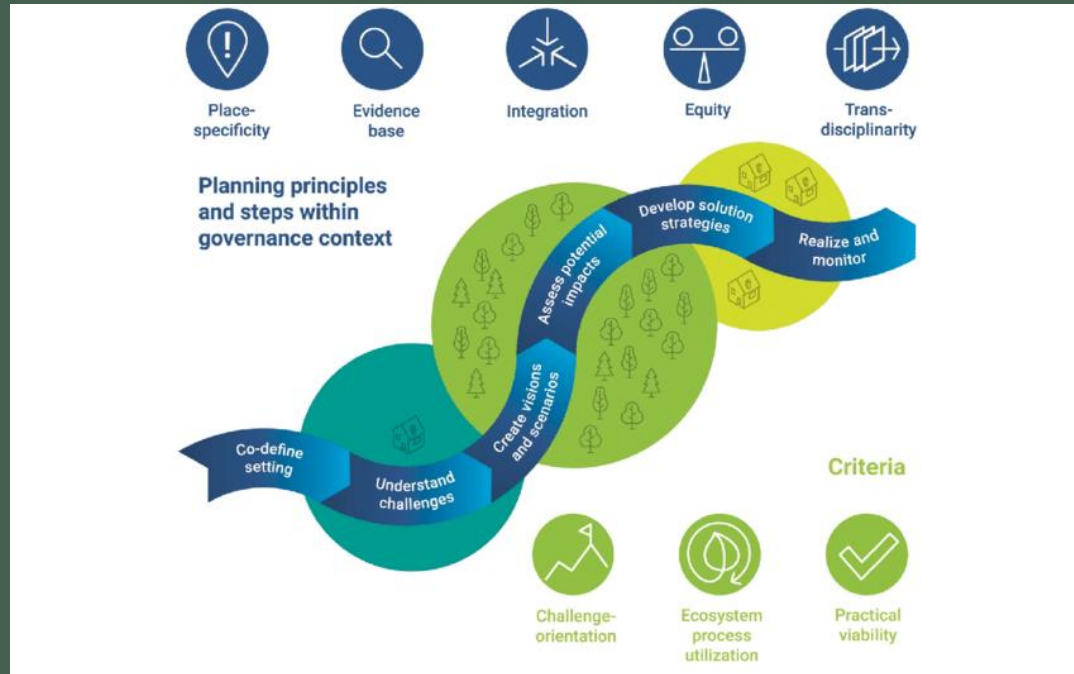 Place-
specificity
Evidence
base
Integration
Equity
Trans-
disciplinarity
Planning principles
and steps within
governance context
Co-define
setting
Understand
challenges
Create visions
and scenarios
Assess potential
impacts
Develop solution
strategies
Realize and
monitor
Criteria
Challenge-
orientation
Ecosystem
process
utilization
Practical
viability